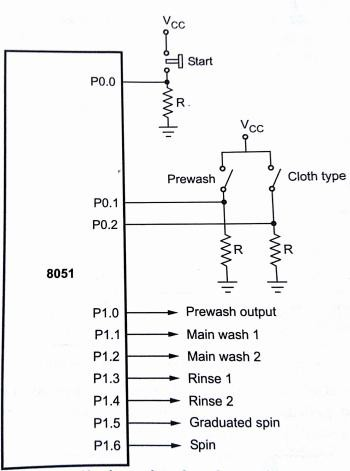 VCC
Start
P0.0
R
VCC
Prewash
Cloth type
P0.1
P0.2
R
R
8051
P1.0 Prewash output
P1.1 Main wash 1
P1.2 Main wash 2
P1.3 Rinse 1
P1.4 Rinse 2
P1.5 Graduated spin
P1.6 Spin